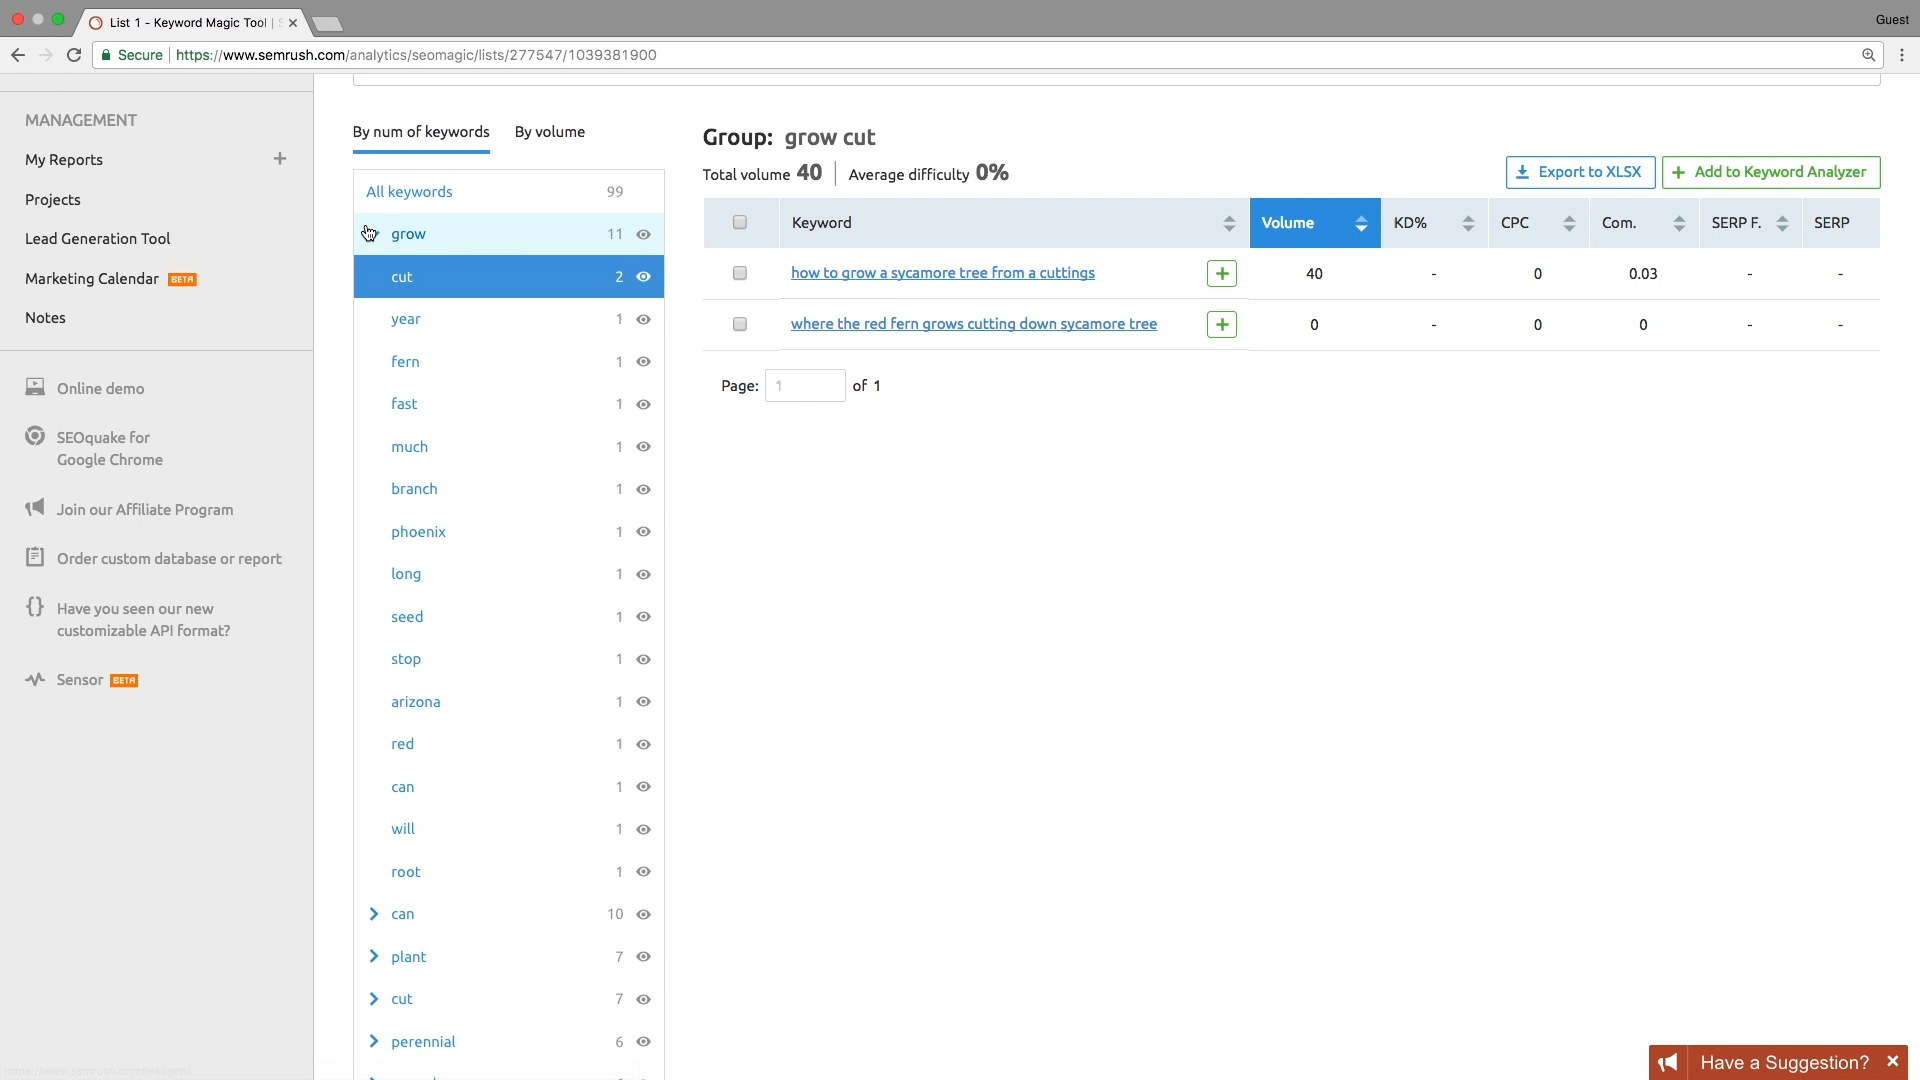 Guest
List 1 - Keyword Magic Tool |
Secure
https://www.semrush.com/analytics/seomagic/lists/277547/1039381900
MANAGEMENT
My Reports
Projects
Lead Generation Tool
Marketing Calendar BETA
Notes
Online demo
SEOquake for
Google Chrome
Join our Affiliate Program
Order custom database or report
Have you seen our new
customizable API format?
Sensor BETA
By num of keywords By volume
All keywords 99
grow 11
cut 2
year 1
fern 1
fast 1
much 1
branch 1
phoenix 1
long 1
seed 1
stop 1
arizona 1
red 1
can 1
will 1
root 1
can 10
plant 7
cut 7
perennial 6
Group: grow cut
Total volume 40 Average difficulty 0%
Export to XLSX
Add to Keyword Analyzer
Keyword Volume KD% CPC Com. SERP F. SERP
how to grow a sycamore tree from a cuttings 40 - 0 0.03 - -
where the red fern grows cutting down sycamore tree 0 - 0 0 - -
Page: 1 of 1
Have a Suggestion?